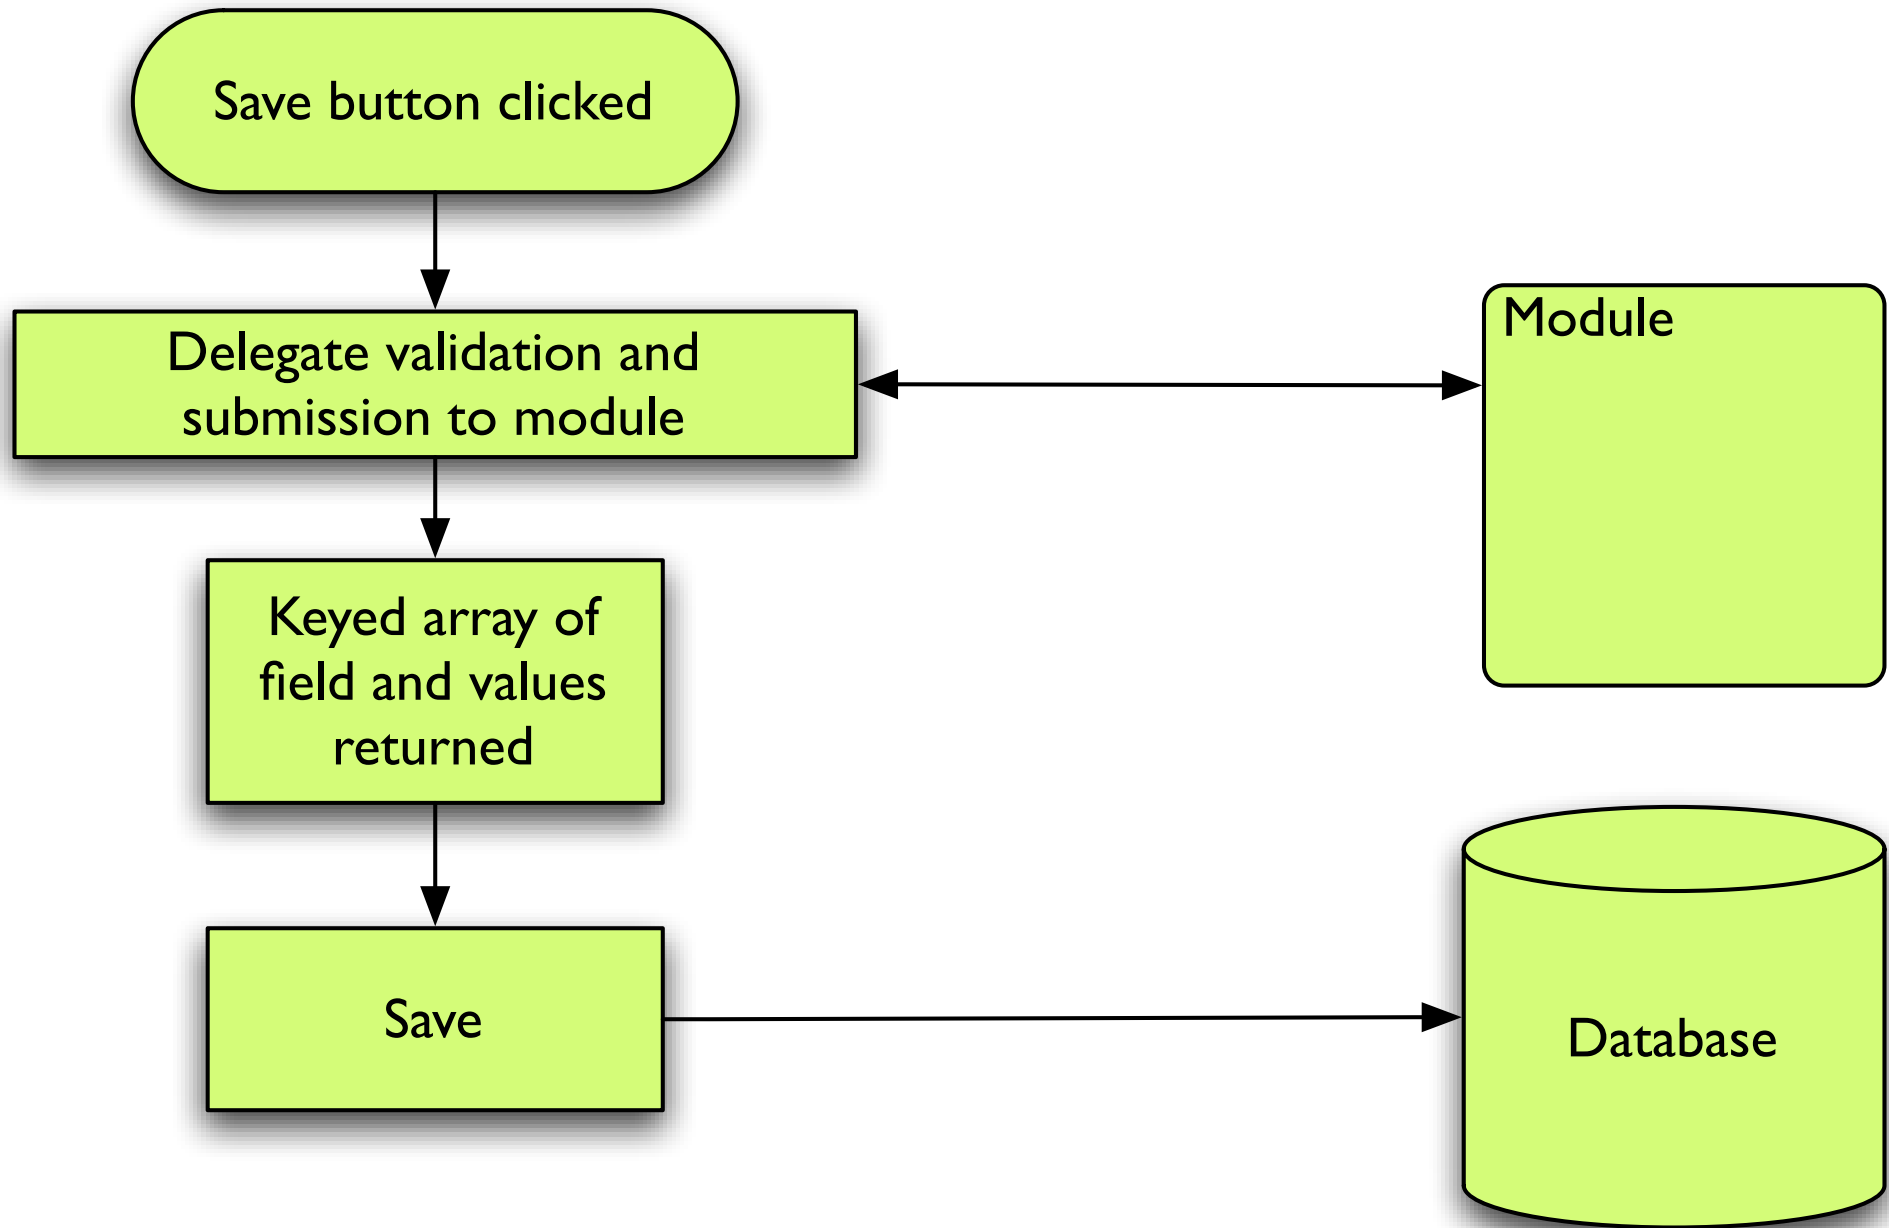 Save button clicked
Delegate validation and
submission to module
Module
Keyed array of
field and values
returned
Save
Database